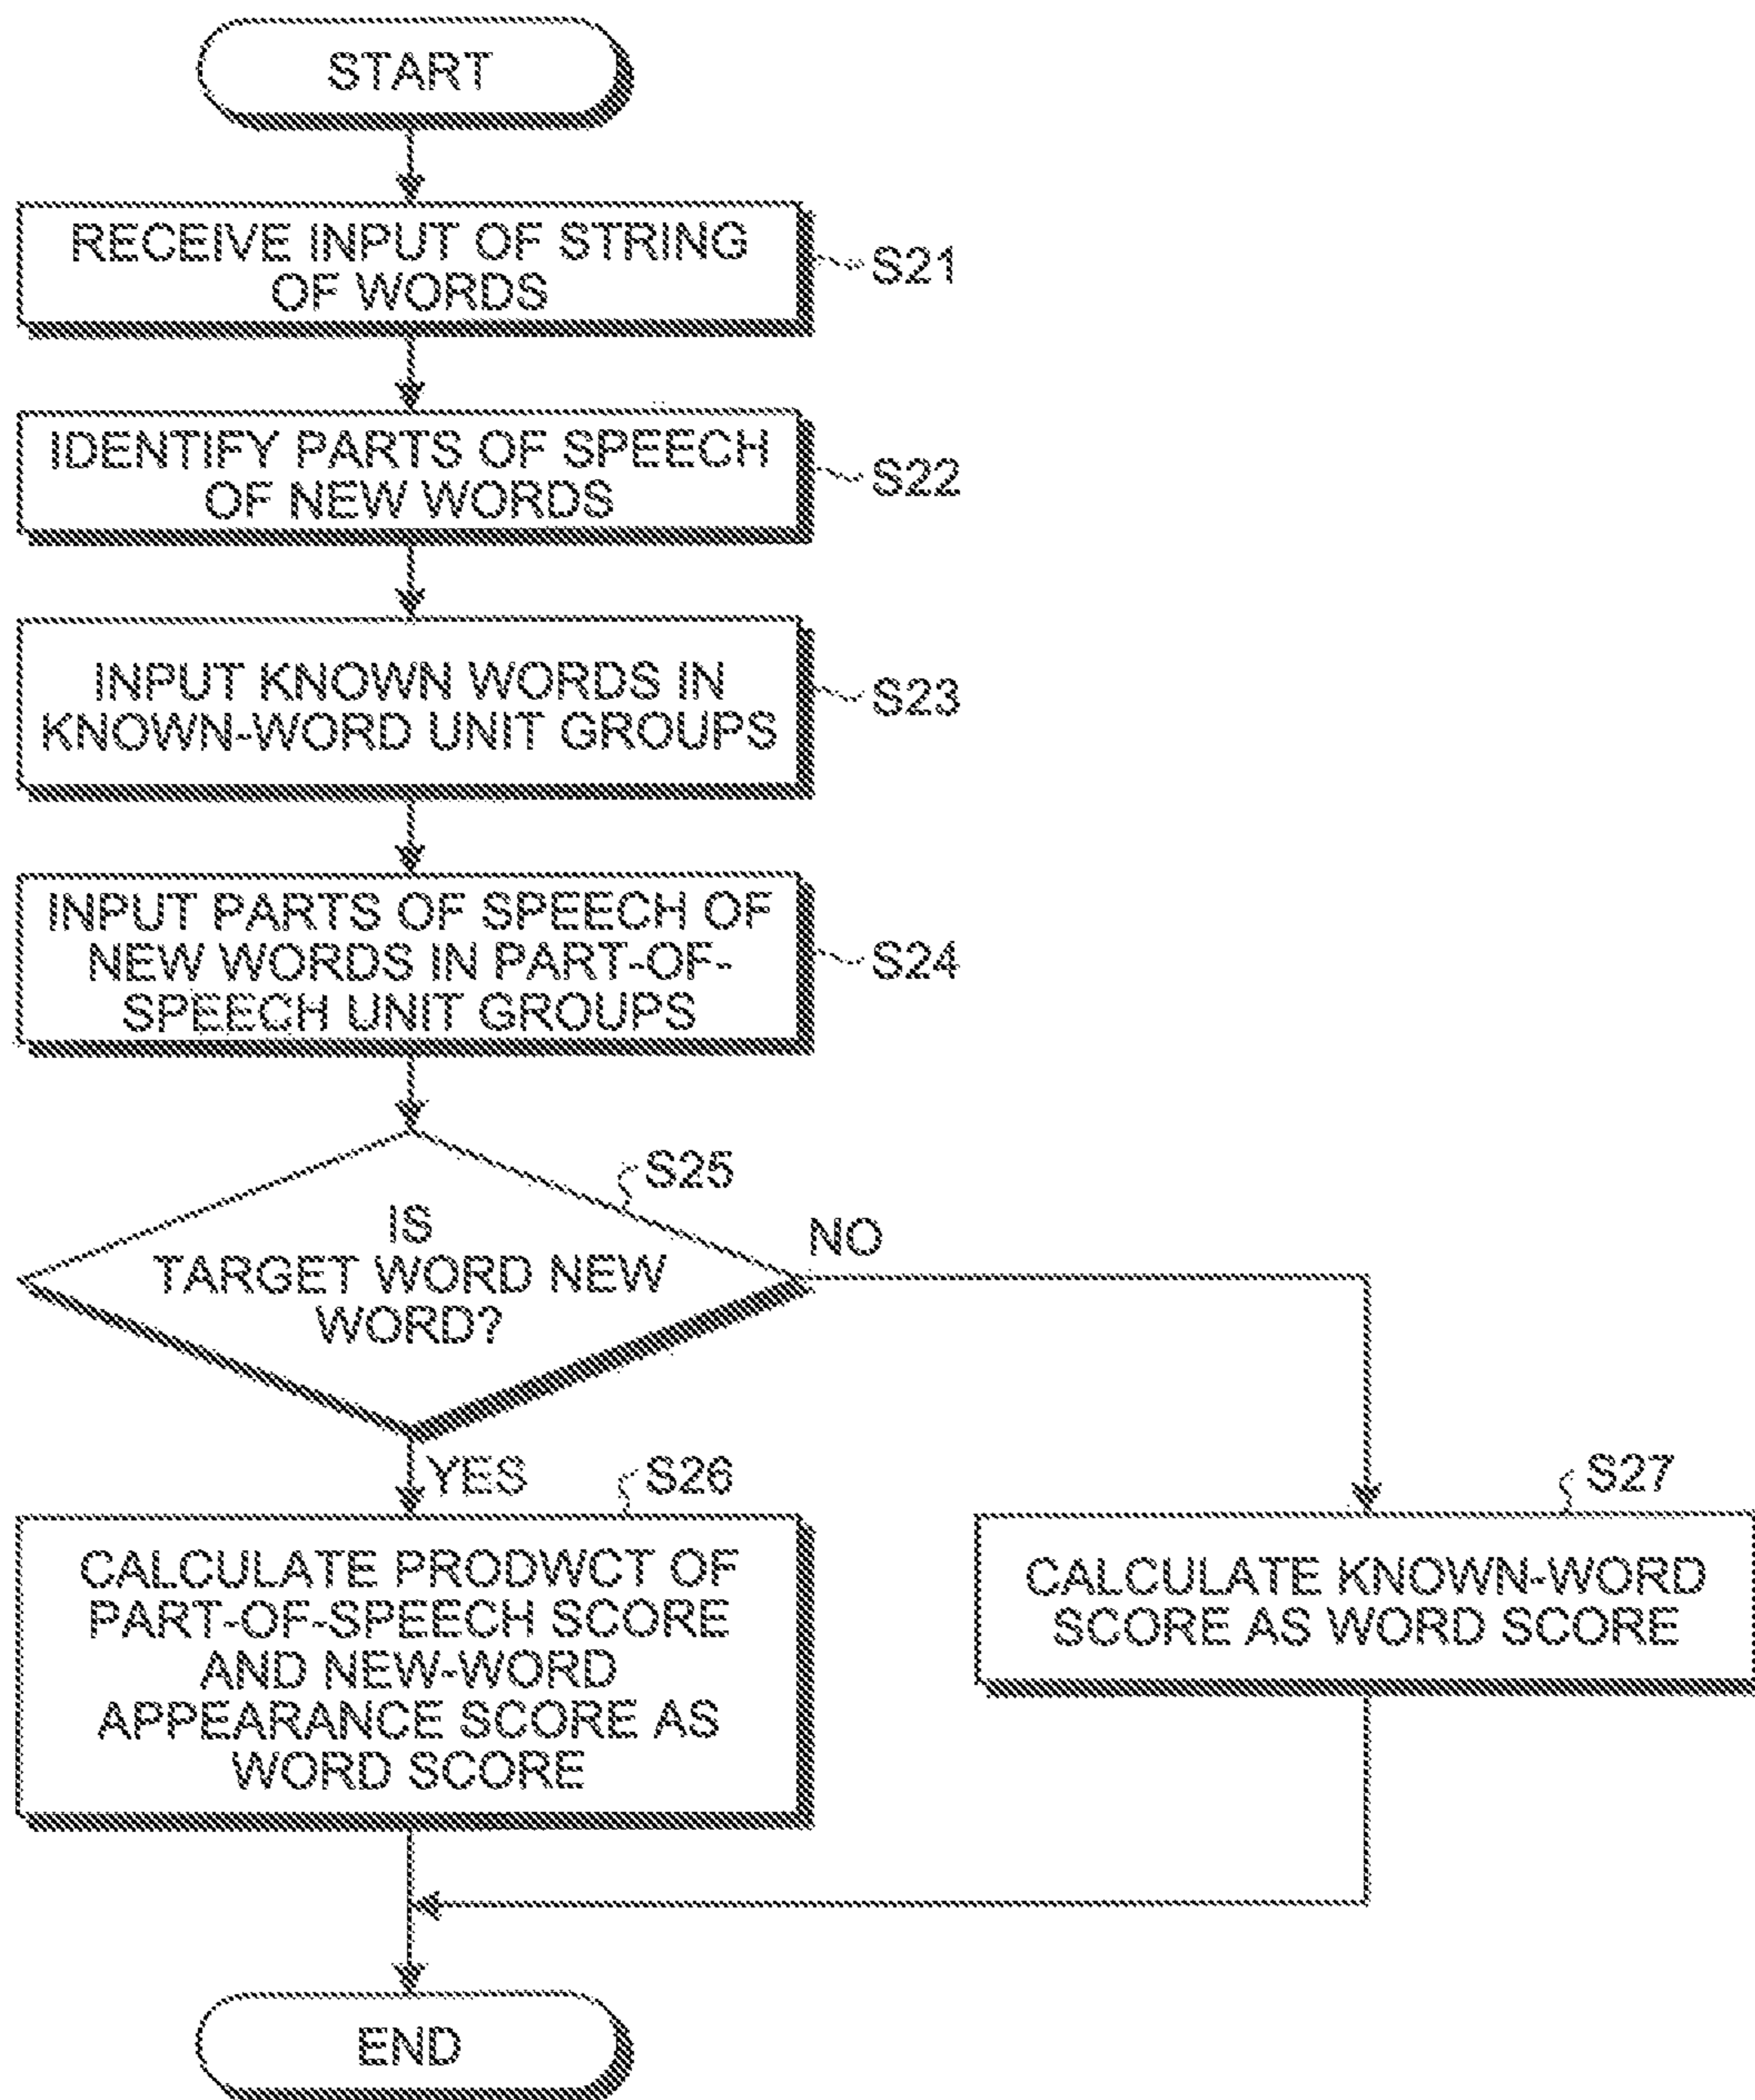 START
RECEIVE INPUT OF STRING
OF WORDS
S21
IDENTIFY PARTS OF SPEECH
OF NEW WORDS
S22
INPUT KNOWN WORDS IN
KNOWN-WORD UNIT GROUPS
S23
INPUT PARTS OF SPEECH OF
NEW WORDS IN PART-OF-
SPEECH UNIT GROUPS
S24
S25
IS
TARGET WORD NEW
WORD?
NO
YES
S26
CALCULATE PRODWCT OF
PART-OF-SPEECH SCORE
AND NEW-WORD
APPEARANCE SCORE AS
WORD SCORE
S27
CALCULATE KNOWN-WORD
SCORE AS WORD SCORE
END